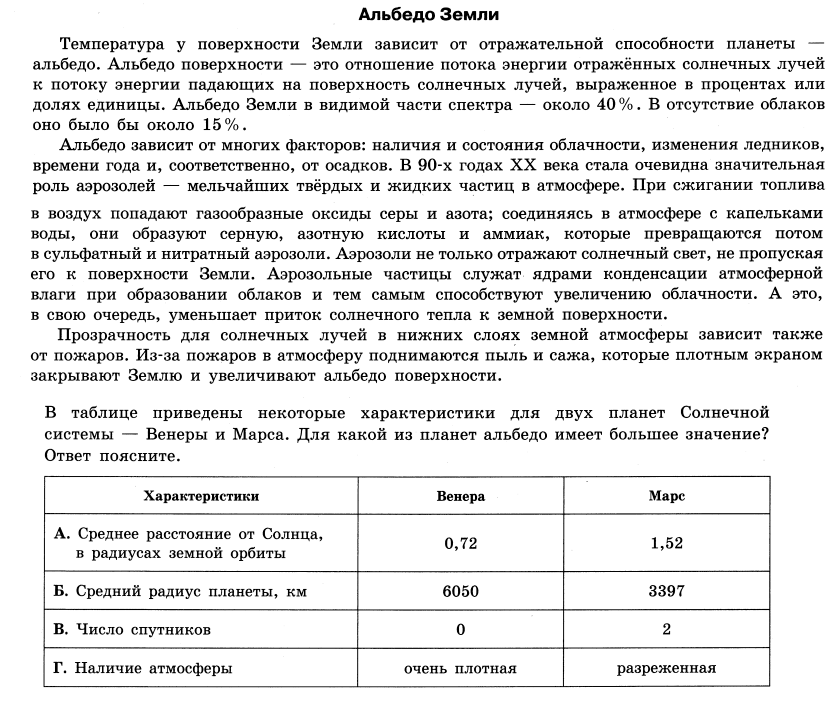 Альбедо Земли
Температура у поверхности Земли зависит от отражательной способности планеты —
альбедо. Альбедо поверхности — это отношение потока энергии отражённых солнечных лучей
к потоку энергии падающих на поверхность солнечных лучей, выраженное в процентах или
долях единицы. Альбедо Земли в видимой части спектра — около 40%. В отсутствие облаков
оно было бы около 15%.
Альбедо зависит от многих факторов: наличия и состояния облачности, изменения ледников,
времени года и, соответственно, от осадков. В 90-х годах XX века стала очевидна значительная
роль аэрозолей — мельчайших твёрдых и жидких частиц в атмосфере. При сжигании топлива
в воздух попадают газообразные оксиды серы и азота; соединяясь в атмосфере с капельками
воды, они образуют серную, азотную кислоты и аммиак, которые превращаются потом
в сульфатный и нитратный аэрозоли. Аэрозоли не только отражают солнечный свет, не пропуская
его к поверхности Земли. Аэрозольные частицы служат ядрами конденсации атмосферной
влаги при образовании облаков и тем самым способствуют увеличению облачности. А это,
в свою очередь, уменьшает приток солнечного тепла к земной поверхности.
Прозрачность для солнечных лучей в нижних слоях земной атмосферы зависит также
от пожаров. Из-за пожаров в атмосферу поднимаются пыль и сажа, которые плотным экраном
закрывают Землю и увеличивают альбедо поверхности.
В таблице приведены некоторые характеристики для двух планет Солнечной
системы — Венеры и Марса. Для какой из планет альбедо имеет большее значение?
Ответ поясните.
Характеристики Венера Марс
А. Среднее расстояние от Солнца,
в радиусах земной орбиты 0,72 1,52
Б. Средний радиус планеты, км 6050 3397
В. Число спутников 0 2
Г. Наличие атмосферы очень плотная разреженная